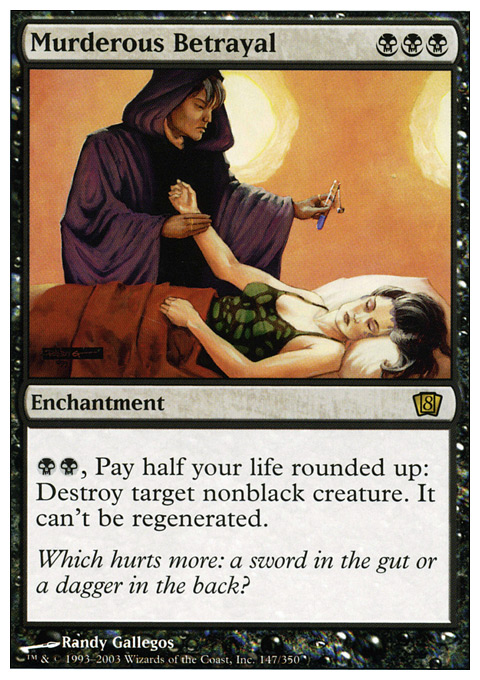 Murderous Betrayal
Enchantment
8
, Pay half your life rounded up:
Destroy target nonblack creature. It
can't be regenerated.
Which hurts more: a sword in the gut or
a dagger in the back?
Randy Gallegos
™ & © 1993–2003 Wizards of the Coast, Inc. 147/350